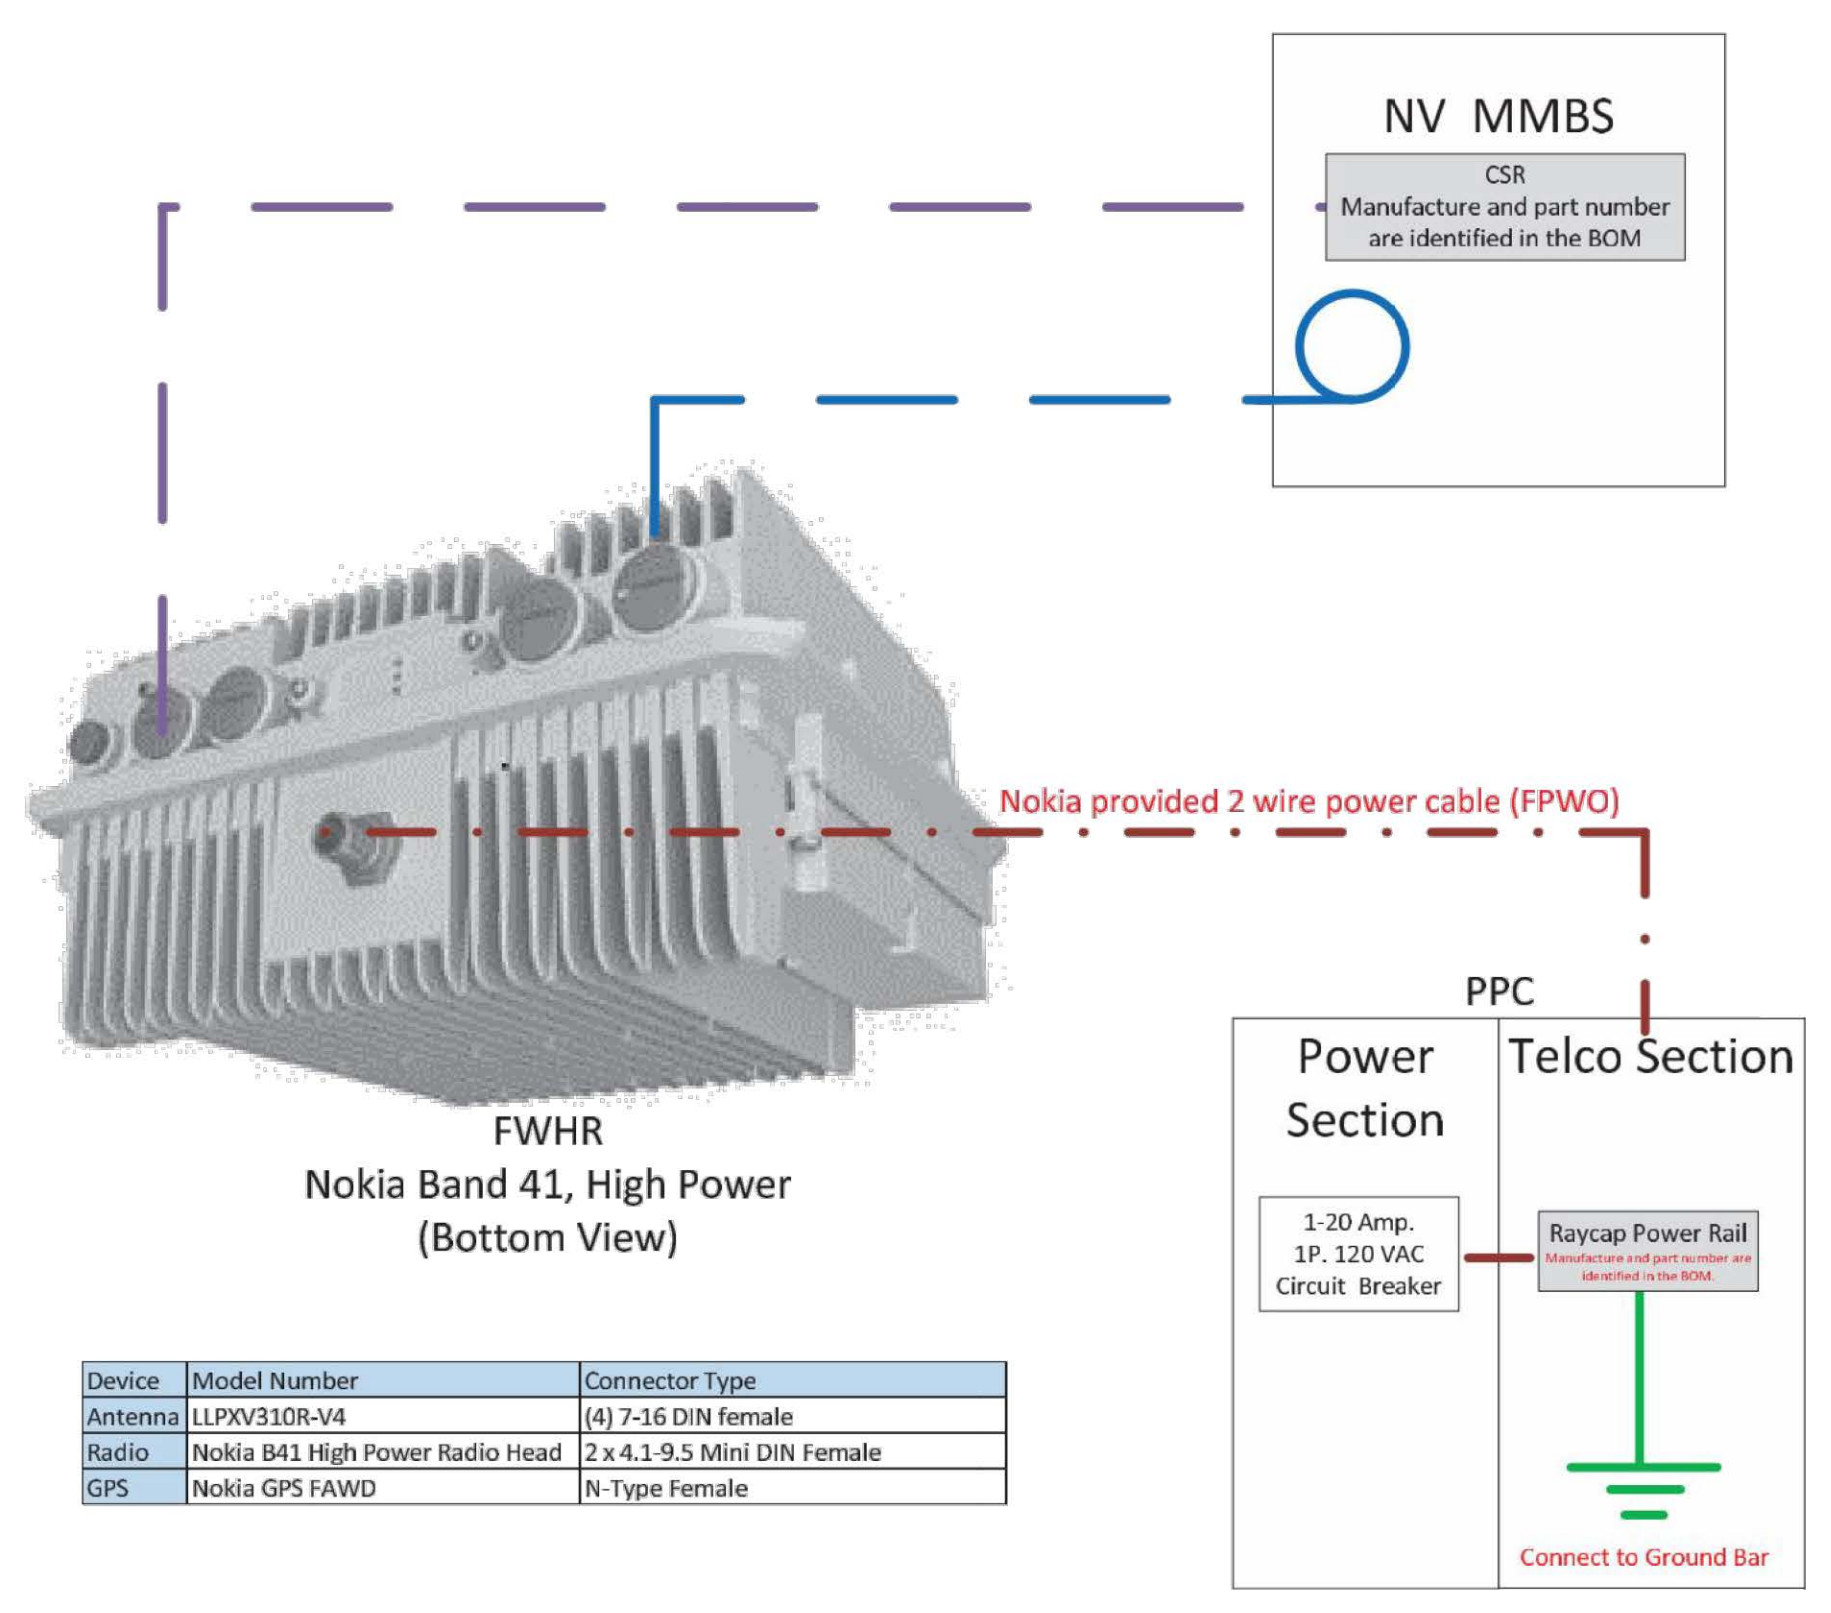 NV MMBS
CSR
Manufacture and part number
are identified in the BOM
Nokia provided 2 wire power cable (FPWO)
PPC
Power
Section
Telco Section
1-20 Amp.
1P. 120 VAC
Circuit Breaker
Raycap Power Rail
Manufacture and part number are
identified in the BOM.
Connect to Ground Bar
FWHR
Nokia Band 41, High Power
(Bottom View)
Device Model Number Connector Type
Antenna LLPXV310R-V4 (4) 7-16 DIN female
Radio Nokia B41 High Power Radio Head 2 x 4.1-9.5 Mini DIN Female
GPS Nokia GPS FAWD N-Type Female